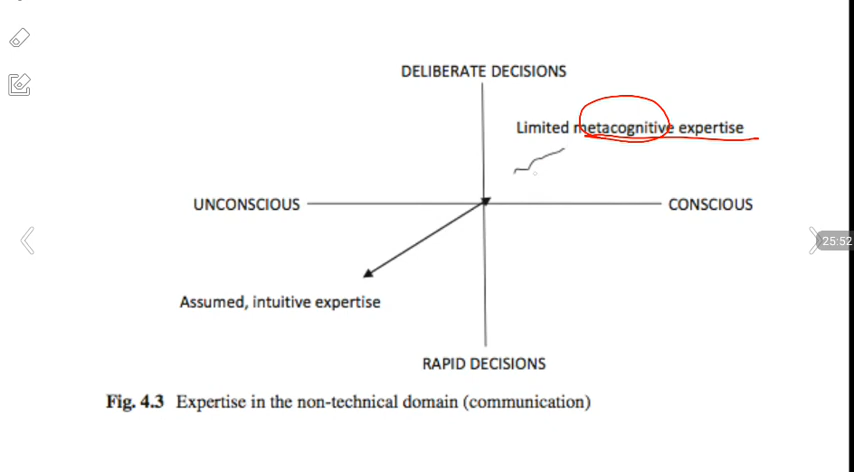 DELIBERATE DECISIONS
Limited metacognitive expertise
UNCONSCIOUS
CONSCIOUS
25:52
Assumed, intuitive expertise
RAPID DECISIONS
Fig. 4.3 Expertise in the non-technical domain (communication)